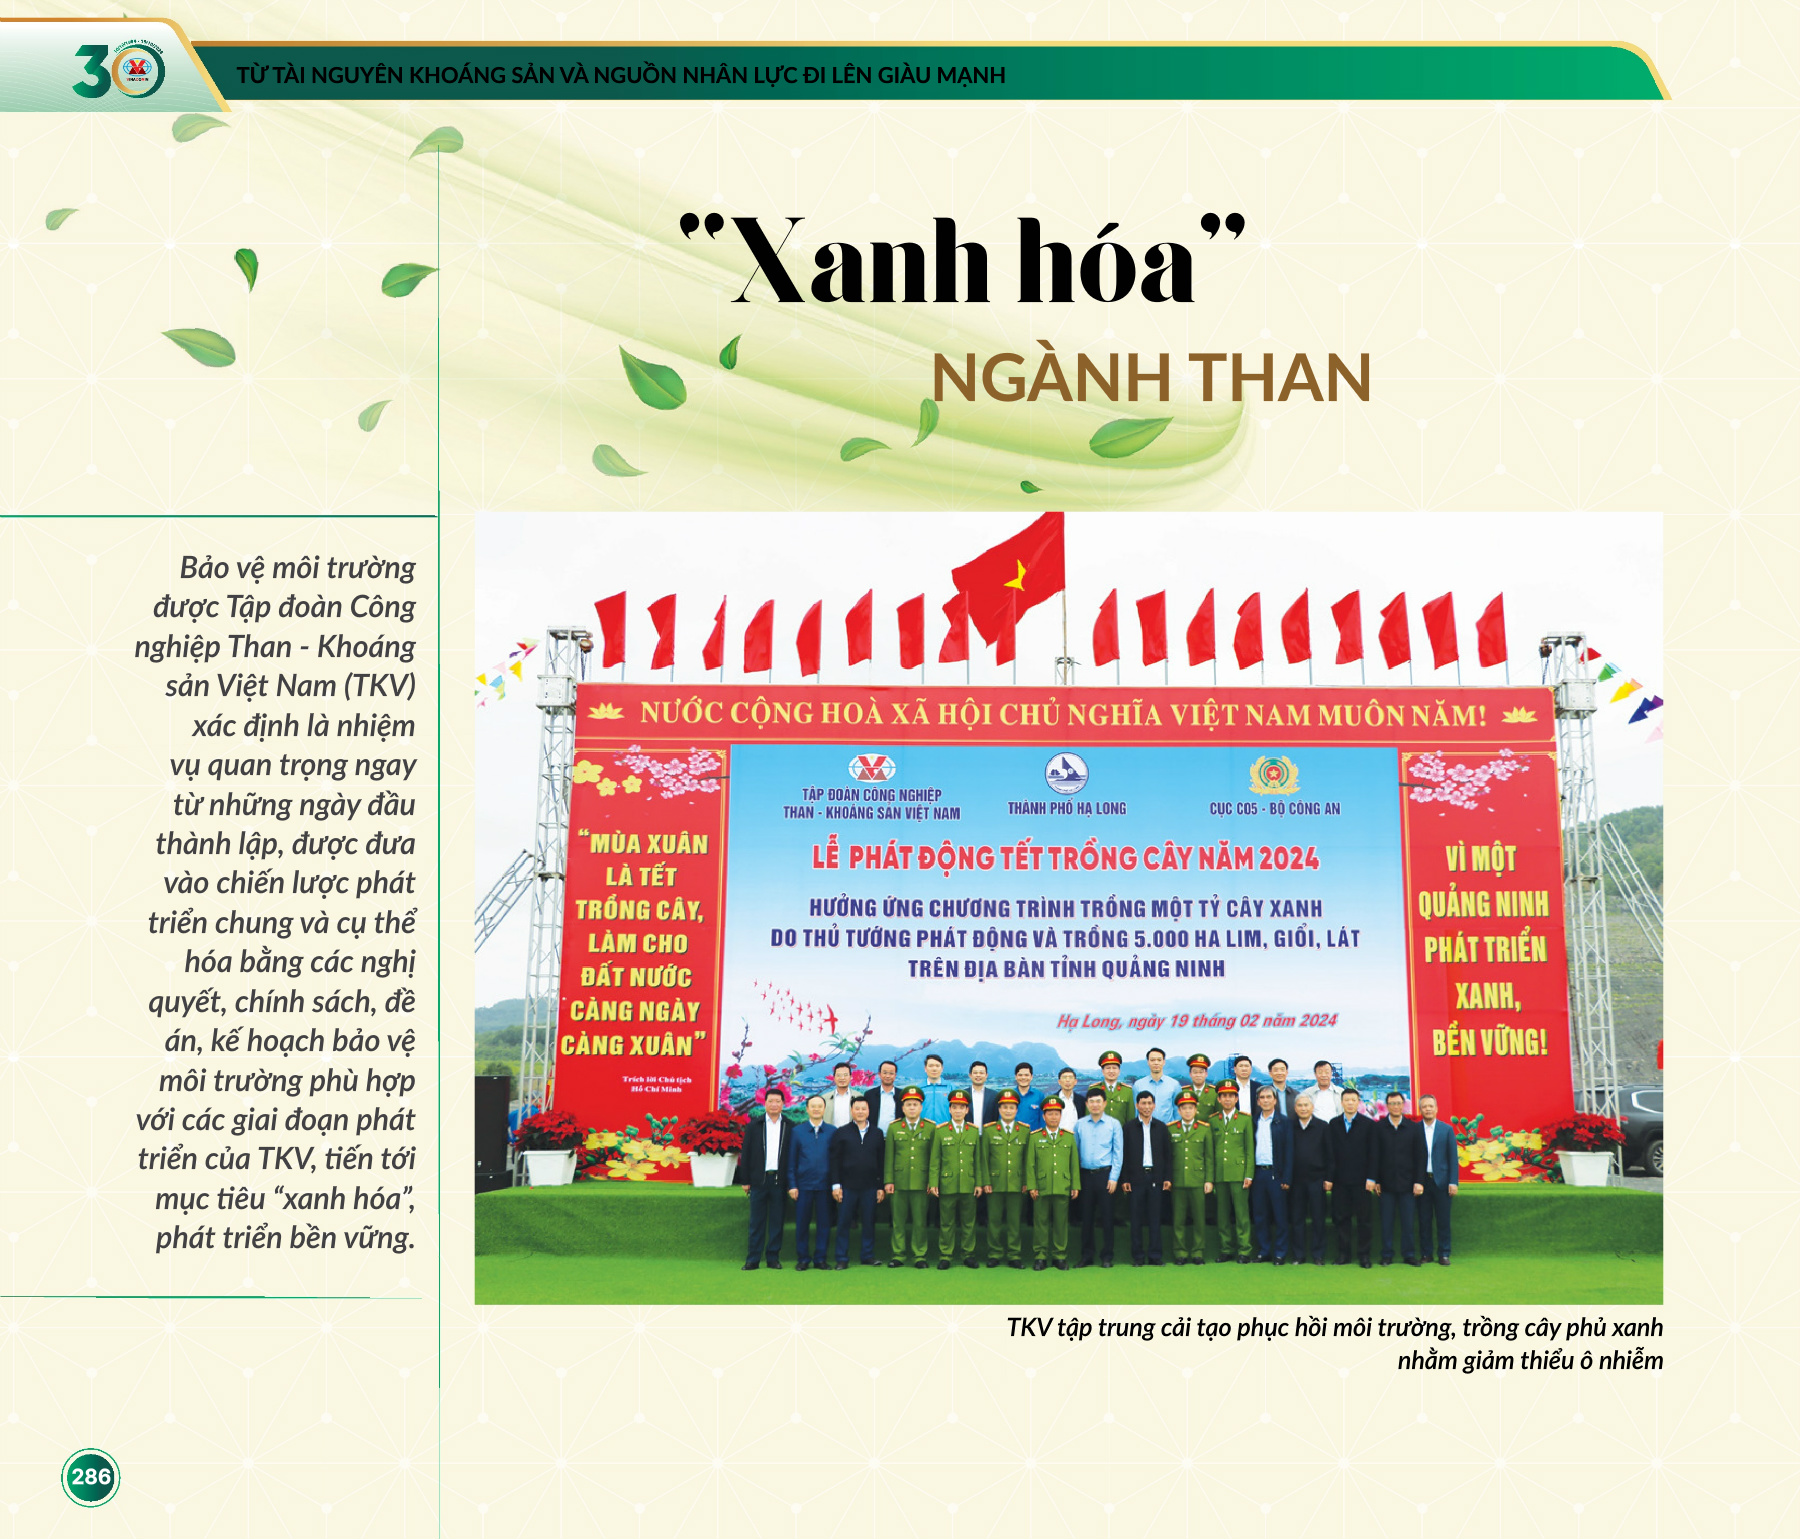 TỪ TÀI NGUYÊN KHOÁNG SẢN VÀ NGUỒN NHÂN LỰC ĐI LÊN GIÀU MẠNH
30
VINACOMIN
“Xanh hóa”
NGÀNH THAN
Bảo vệ môi trường
được Tập đoàn Công
nghiệp Than - Khoáng
sản Việt Nam (TKV)
xác định là nhiệm
vụ quan trọng ngay
từ những ngày đầu
thành lập, được đưa
vào chiến lược phát
triển chung và cụ thể
hóa bằng các nghị
quyết, chính sách, đề
án, kế hoạch bảo vệ
môi trường phù hợp
với các giai đoạn phát
triển của TKV, tiến tới
mục tiêu “xanh hóa”,
phát triển bền vững.
NƯỚC CỘNG HOÀ XÃ HỘI CHỦ NGHĨA VIỆT NAM MUÔN NĂM!
“MÙA XUÂN
LÀ TẾT
TRỒNG CÂY,
LÀM CHO
ĐẤT NƯỚC
CÀNG NGÀY
CÀNG XUÂN”
Trích lời Chủ tịch
Hồ Chí Minh
TẬP ĐOÀN CÔNG NGHIỆP
THAN - KHOÁNG SẢN VIỆT NAM
THÀNH PHỐ HẠ LONG
CỤC C05 - BỘ CÔNG AN
LỄ PHÁT ĐỘNG TẾT TRỒNG CÂY NĂM 2024
HƯỞNG ỨNG CHƯƠNG TRÌNH TRỒNG MỘT TỶ CÂY XANH
DO THỦ TƯỚNG PHÁT ĐỘNG VÀ TRỒNG 5.000 HA LIM, GIỔI, LÁT
TRÊN ĐỊA BÀN TỈNH QUẢNG NINH
Hạ Long, ngày 19 tháng 02 năm 2024
VÌ MỘT
QUẢNG NINH
PHÁT TRIỂN
XANH,
BỀN VỮNG!
TKV tập trung cải tạo phục hồi môi trường, trồng cây phủ xanh
nhằm giảm thiểu ô nhiễm
286